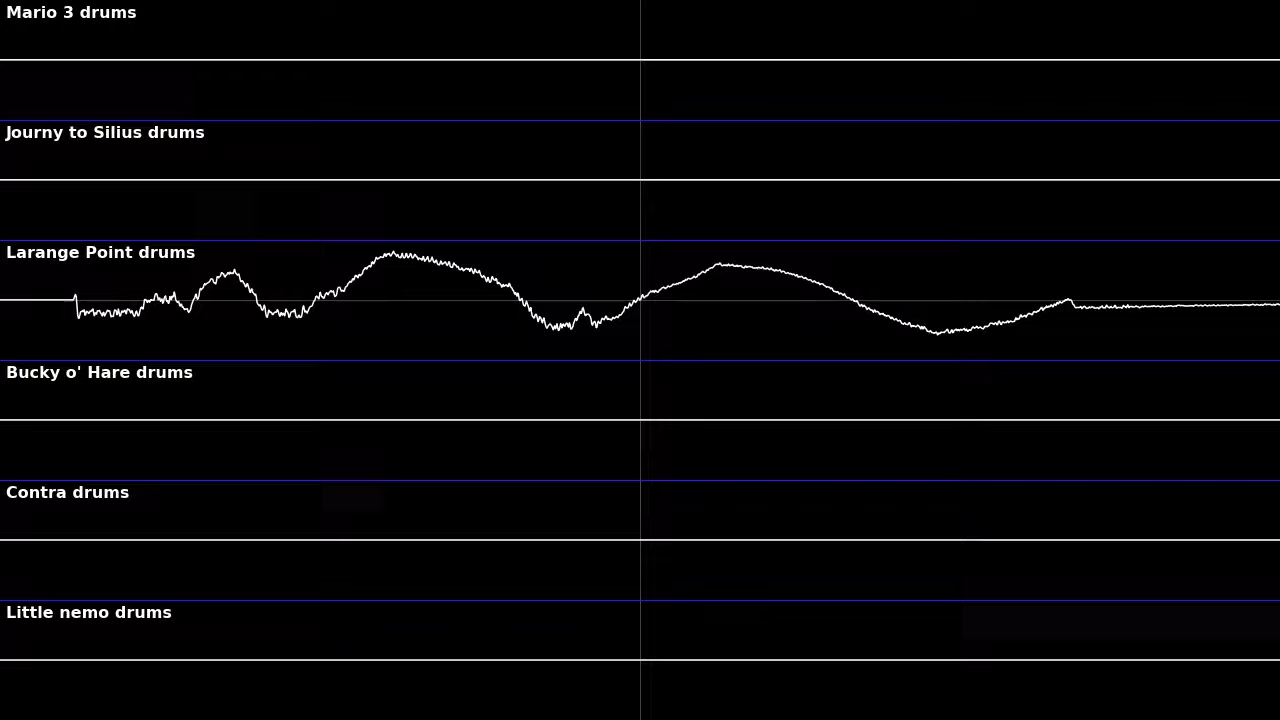 Mario 3 drums
Journy to Silius drums
Larange Point drums
Bucky o' Hare drums
Contra drums
Little nemo drums